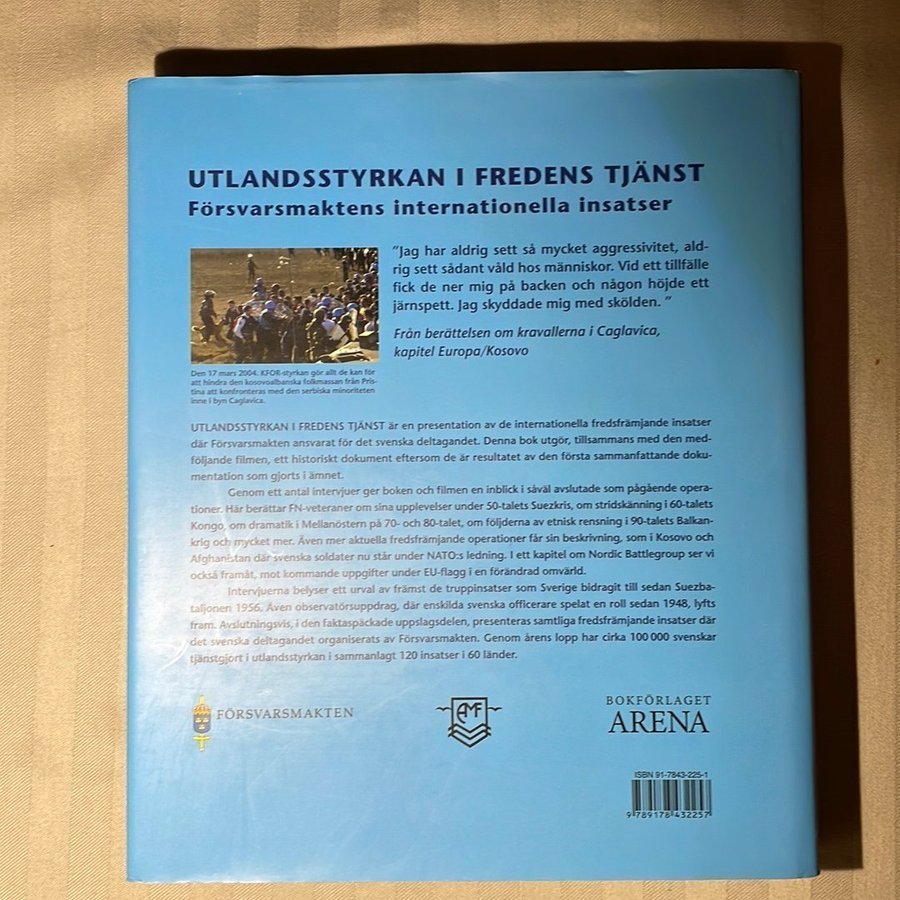 UTLANDSSTYRKAN I FREDENS TJÄNST
Försvarsmaktens internationella insatser
"Jag har aldrig sett så mycket aggressivitet, ald-
rig sett sådant våld hos människor. Vid ett tillfälle
fick de ner mig på backen och någon höjde ett
järnspett. Jag skyddade mig med skölden. "
Från berättelsen om kravallerna i Caglavica,
kapitel Europa/Kosovo
Den 17 mars 2004. KFOR-styrkan gör allt de kan för
att hindra den kosovoalbanska folkmassan från Pris-
tina att konfronteras med den serbiska minoriteten
inne i byn Caglavica.
UTLANDSSTYRKAN I FREDENS TJÄNST är en presentation av de internationella fredsfrämjande insatser
där Försvarsmakten ansvarat för det svenska deltagandet. Denna bok utgör, tillsammans med den med-
följande filmen, ett historiskt dokument eftersom de är resultatet av den första sammanfattande doku-
mentation som gjorts i ämnet.
Genom ett antal intervjuer ger boken och filmen en inblick i såväl avslutade som pågående opera-
tioner. Här berättar FN-veteraner om sina upplevelser under 50-talets Suezkris, om stridskänning i 60-talets
Kongo, om dramatik i Mellanöstern på 70- och 80-talet, om följderna av etnisk rensning i 90-talets Balkan-
krig och mycket mer. Även mer aktuella fredsfrämjande operationer får sin beskrivning, som i Kosovo och
Afghanistan där svenska soldater nu står under NATO:s ledning. I ett kapitel om Nordic Battlegroup ser vi
också framåt, mot kommande uppgifter under EU-flagg i en förändrad omvärld.
Intervjuerna belyser ett urval av främst de truppinsatser som Sverige bidragit till sedan Suezba-
taljonen 1956. Även observatörsuppdrag, där enskilda svenska officerare spelat en roll sedan 1948, lyfts
fram. Avslutningsvis, i den faktaspäckade uppslagsdelen, presenteras samtliga fredsfrämjande insatser där
det svenska deltagandet organiserats av Försvarsmakten. Genom årens lopp har cirka 100 000 svenskar
tjänstgjort i utlandsstyrkan i sammanlagt 120 insatser i 60 länder.
FÖRSVARSMAKTEN
AMF
BOKFÖRLAGET
ARENA
ISBN 91-7843-225-1
9 789178 432257